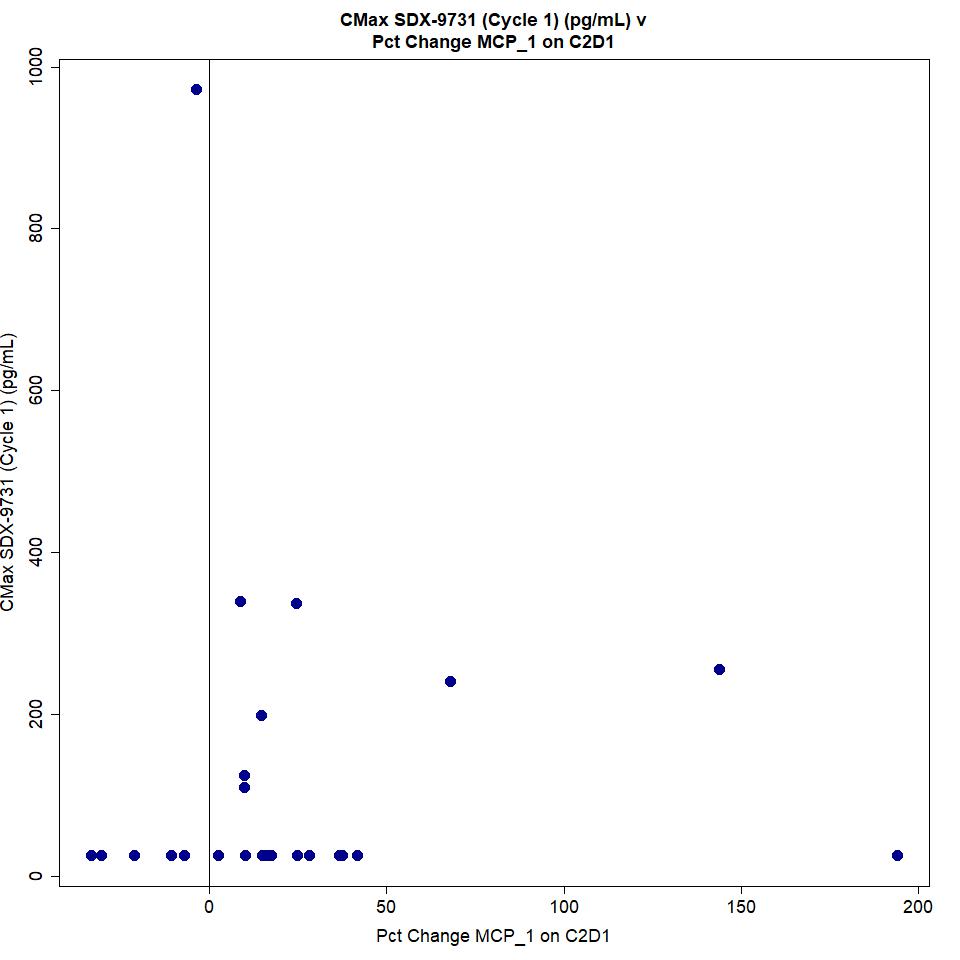 CMax SDX-9731 (Cycle 1) (pg/mL) v
Pct Change MCP_1 on C2D1
CMax SDX-9731 (Cycle 1) (pg/mL)
1000
800
600
400
200
0
0 50 100 150 200
Pct Change MCP_1 on C2D1